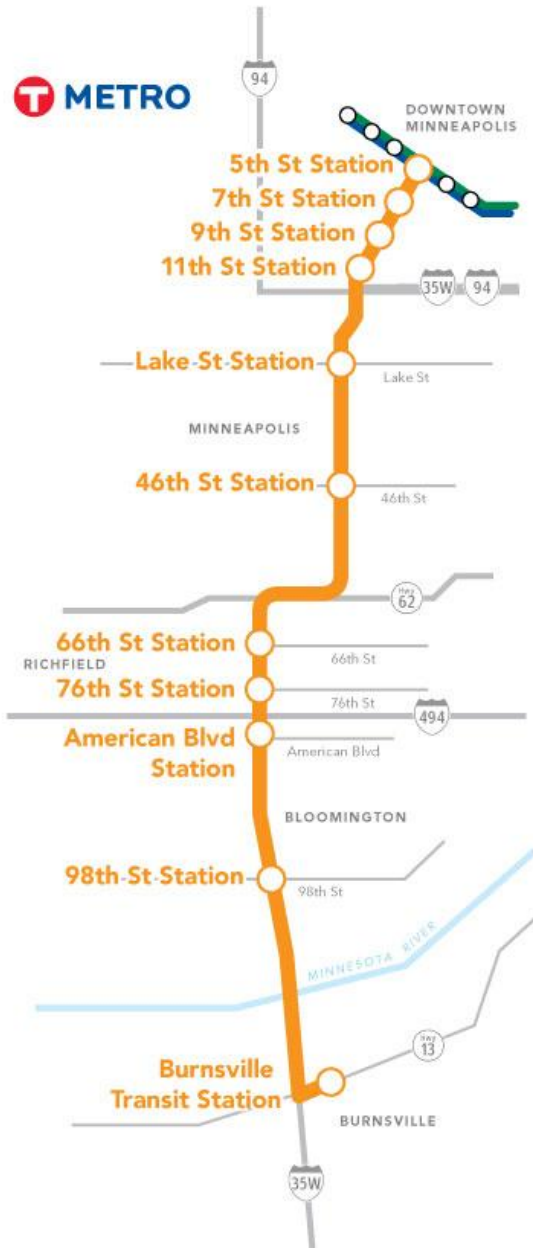 94
T METRO
DOWNTOWN
MINNEAPOLIS
5th St Station
7th St Station
9th St Station
11th St Station
35W
94
Lake St Station
Lake St
MINNEAPOLIS
46th St Station
46th St
Hwy
62
66th St Station
66th St
RICHFIELD
76th St Station
76th St
494
American Blvd
Station
American Blvd
BLOOMINGTON
98th St Station
98th St
MINNESOTA RIVER
Hwy
13
Burnsville
Transit Station
BURNSVILLE
35W